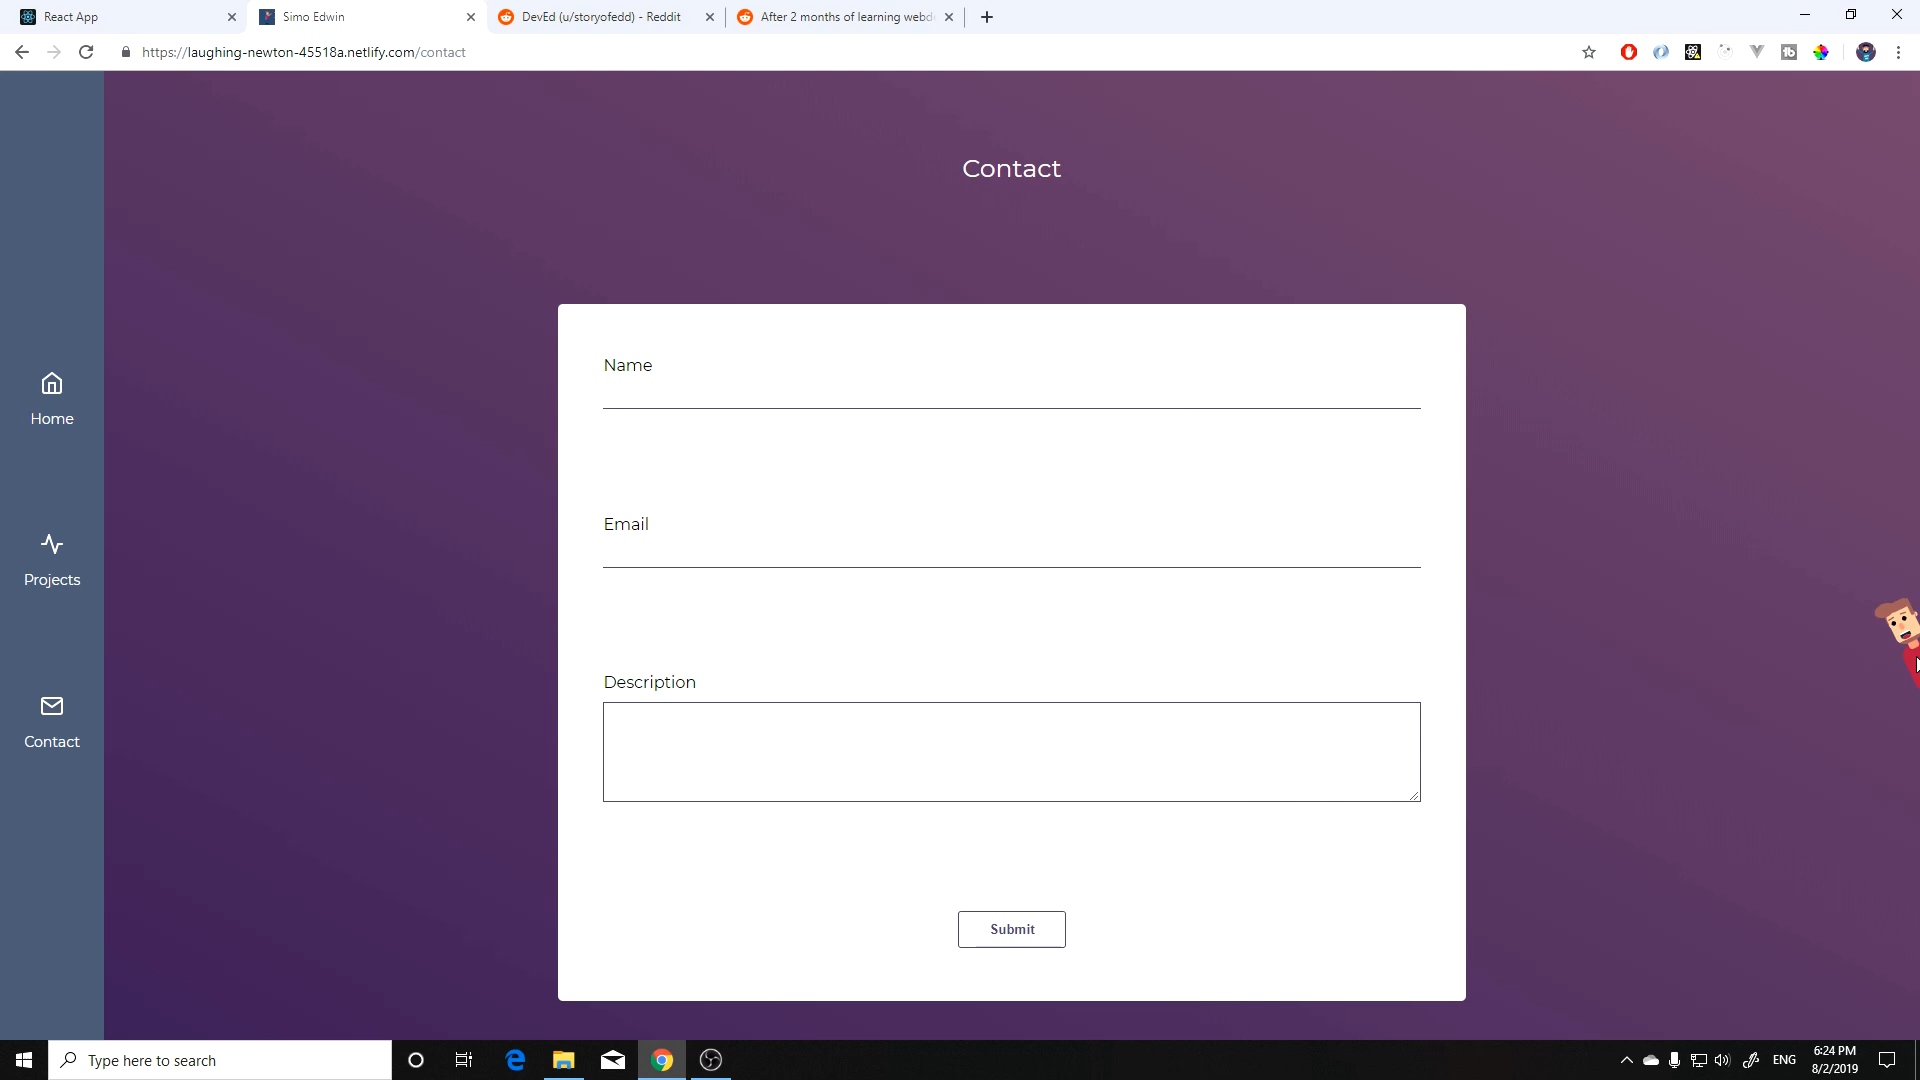 React App
Simo Edwin
DevEd (u/storyofedd) - Reddit
After 2 months of learning webd
https://laughing-newton-45518a.netlify.com/contact
Contact
Name
Email
Description
Submit
Home
Projects
Contact
Type here to search
ENG
6:24 PM
8/2/2019